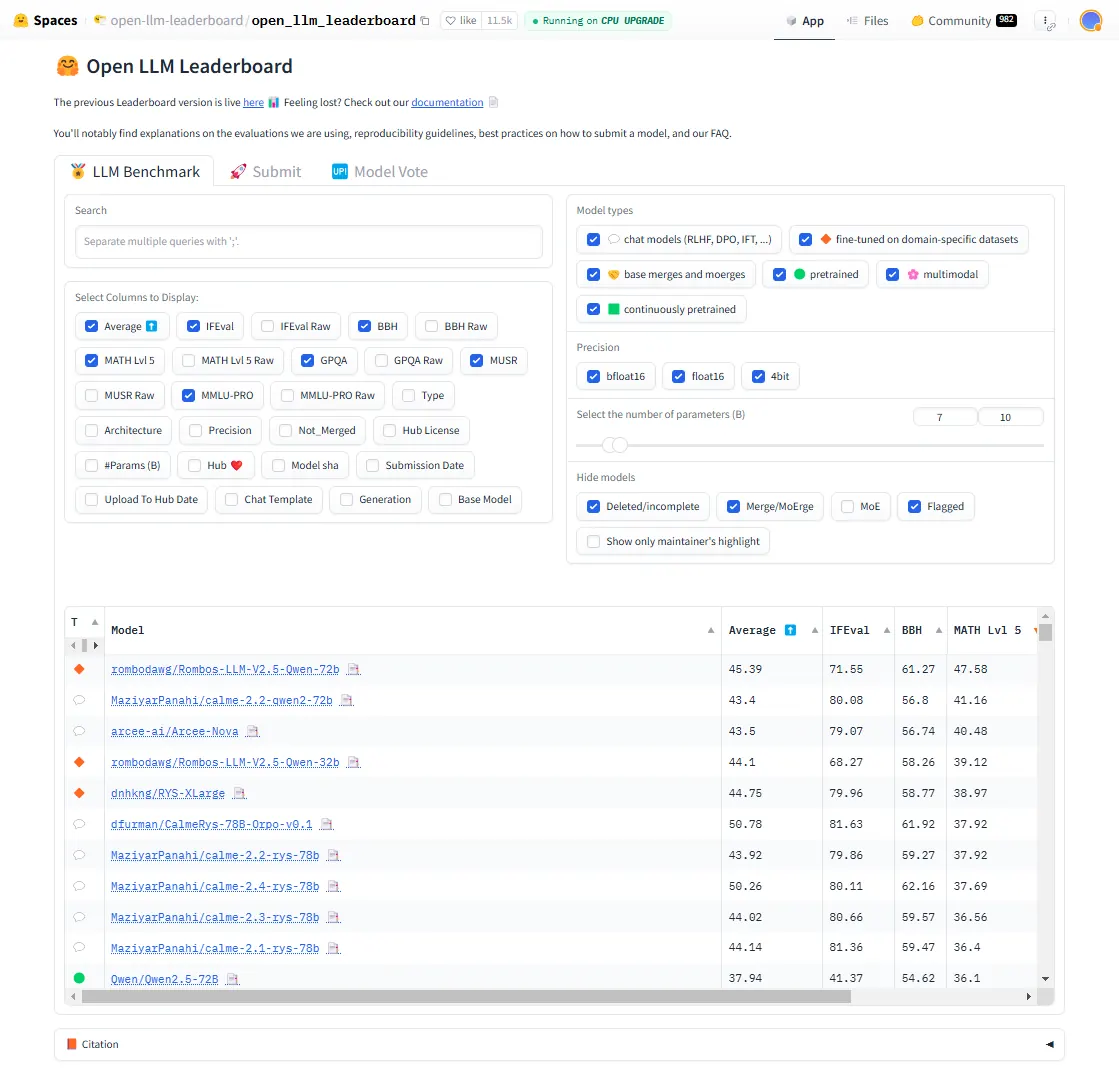 Spaces open-llm-leaderboard/open_llm_leaderboard like 11.5k Running on CPU UPGRADE App Files Community 982
Open LLM Leaderboard
The previous Leaderboard version is live here 📊 Feeling lost? Check out our documentation 📄
You'll notably find explanations on the evaluations we are using, reproducibility guidelines, best practices on how to submit a model, and our FAQ.
LLM Benchmark Submit UP! Model Vote
Search
Separate multiple queries with ';'.
Select Columns to Display:
Average IFEval IFEval Raw BBH BBH Raw
MATH Lvl 5 MATH Lvl 5 Raw GPQA GPQA Raw MUSR
MUSR Raw MMLU-PRO MMLU-PRO Raw Type
Architecture Precision Not_Merged Hub License
#Params (B) Hub ❤️ Model sha Submission Date
Upload To Hub Date Chat Template Generation Base Model
Model types
chat models (RLHF, DPO, IFT, ...) fine-tuned on domain-specific datasets
base merges and moerges pretrained multimodal
continuously pretrained
Precision
bfloat16 float16 4bit
Select the number of parameters (B) 7 10
Hide models
Deleted/incomplete Merge/MoErge MoE Flagged
Show only maintainer's highlight
T Model Average IFEval BBH MATH Lvl 5
rombodawg/Rombos-LLM-V2.5-Qwen-72b 45.39 71.55 61.27 47.58
MaziyarPanahi/calme-2.2-qwen2-72b 43.4 80.08 56.8 41.16
arcee-ai/Arcee-Nova 43.5 79.07 56.74 40.48
rombodawg/Rombos-LLM-V2.5-Qwen-32b 44.1 68.27 58.26 39.12
dnhkng/RYS-XLarge 44.75 79.96 58.77 38.97
dfurman/CalmeRys-78B-Orpo-v0.1 50.78 81.63 61.92 37.92
MaziyarPanahi/calme-2.2-rys-78b 43.92 79.86 59.27 37.92
MaziyarPanahi/calme-2.4-rys-78b 50.26 80.11 62.16 37.69
MaziyarPanahi/calme-2.3-rys-78b 44.02 80.66 59.57 36.56
MaziyarPanahi/calme-2.1-rys-78b 44.14 81.36 59.47 36.4
Qwen/Qwen2.5-72B 37.94 41.37 54.62 36.1
Citation